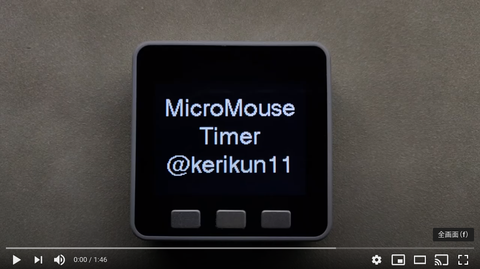 MicroMouse
Timer
@kerikun11
全画面 (f)
0:00 / 1:46